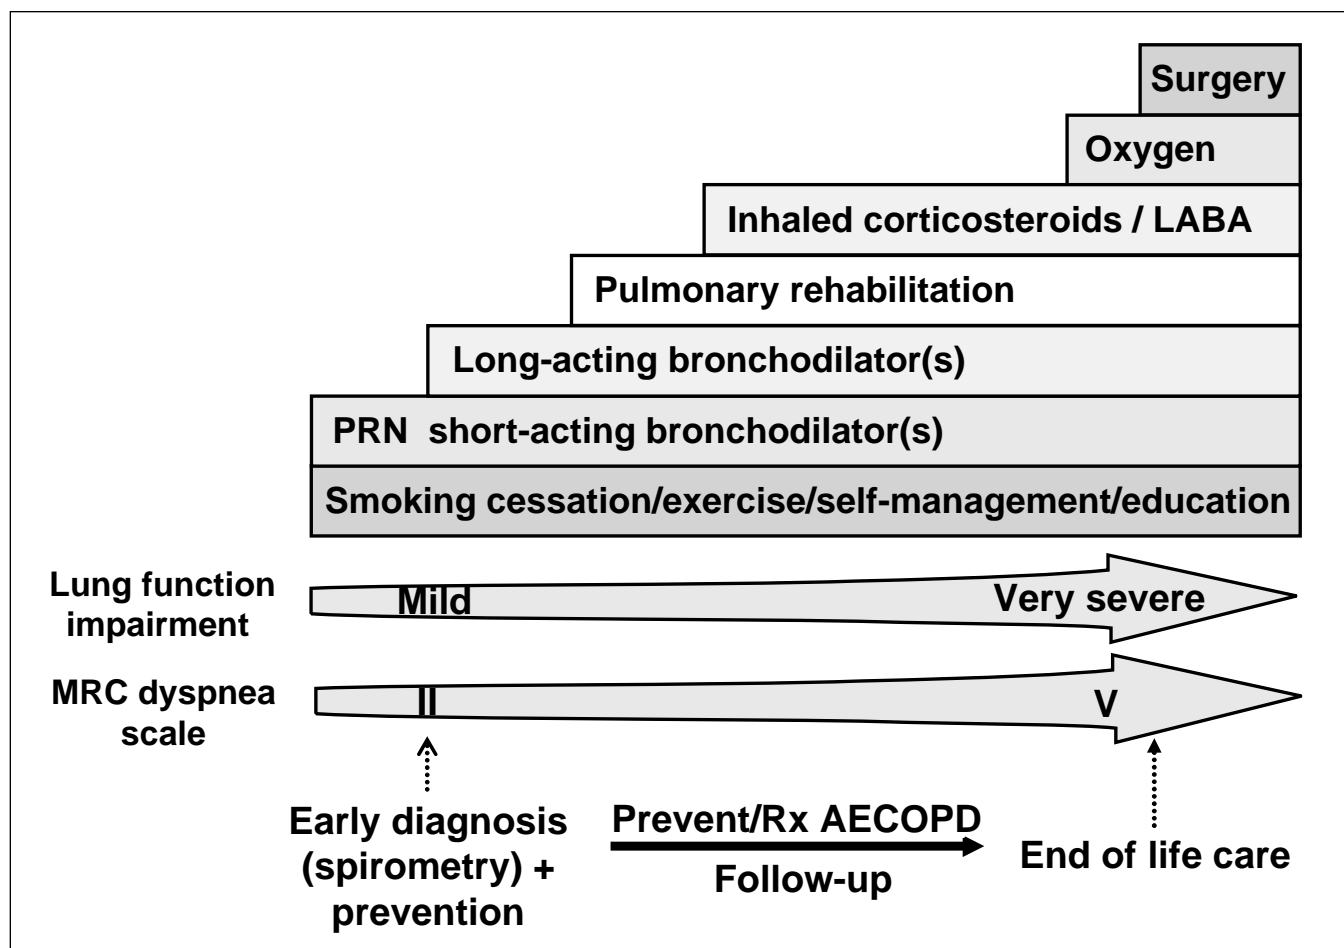 Surgery
Oxygen
Inhaled corticosteroids / LABA
Pulmonary rehabilitation
Long-acting bronchodilator(s)
PRN  short-acting bronchodilator(s)
Smoking cessation/exercise/self-management/education
Lung function
impairment
Mild
Very severe
MRC dyspnea
scale
II
V
Early diagnosis
(spirometry) +
prevention
Prevent/Rx AECOPD
Follow-up
End of life care